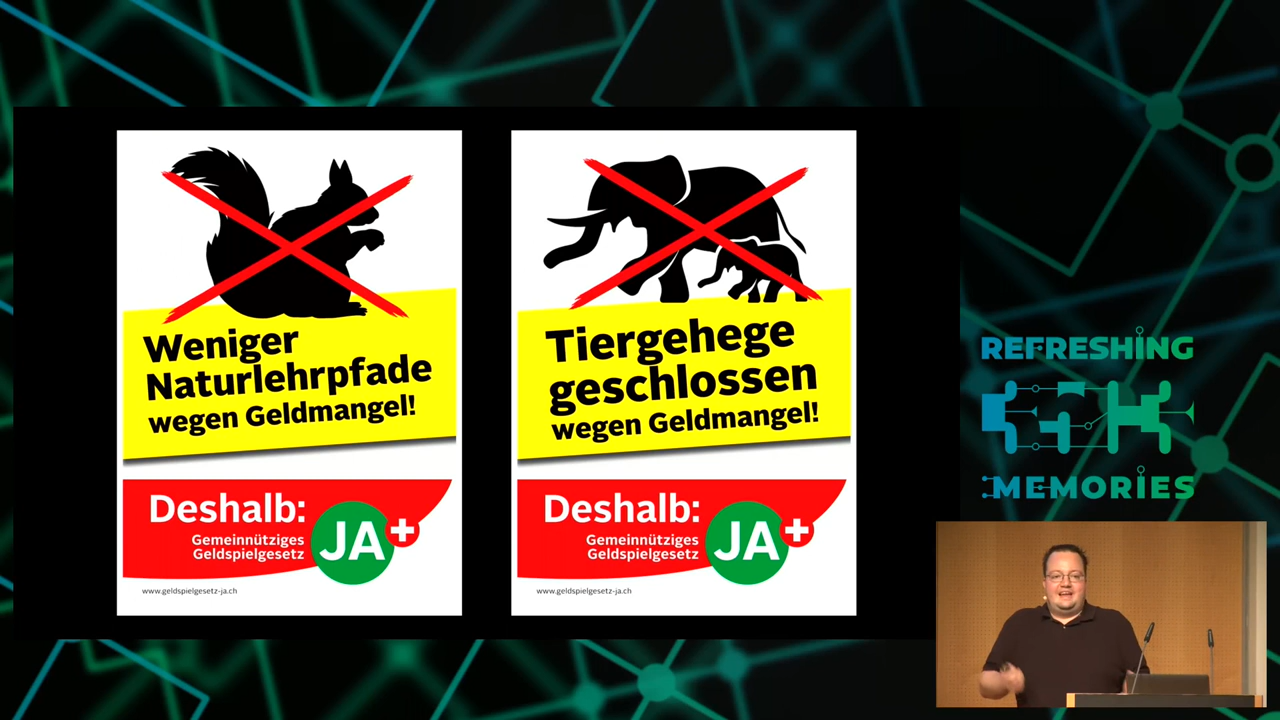 Weniger
Naturlehrpfade
wegen Geldmangel!
Deshalb:
Gemeinnütziges
Geldspielgesetz
JA+
www.geldspielgesetz-ja.ch
Tiergehege
geschlossen
wegen Geldmangel!
Deshalb:
Gemeinnütziges
Geldspielgesetz
JA+
www.geldspielgesetz-ja.ch
REFRESHING
MEMORIES